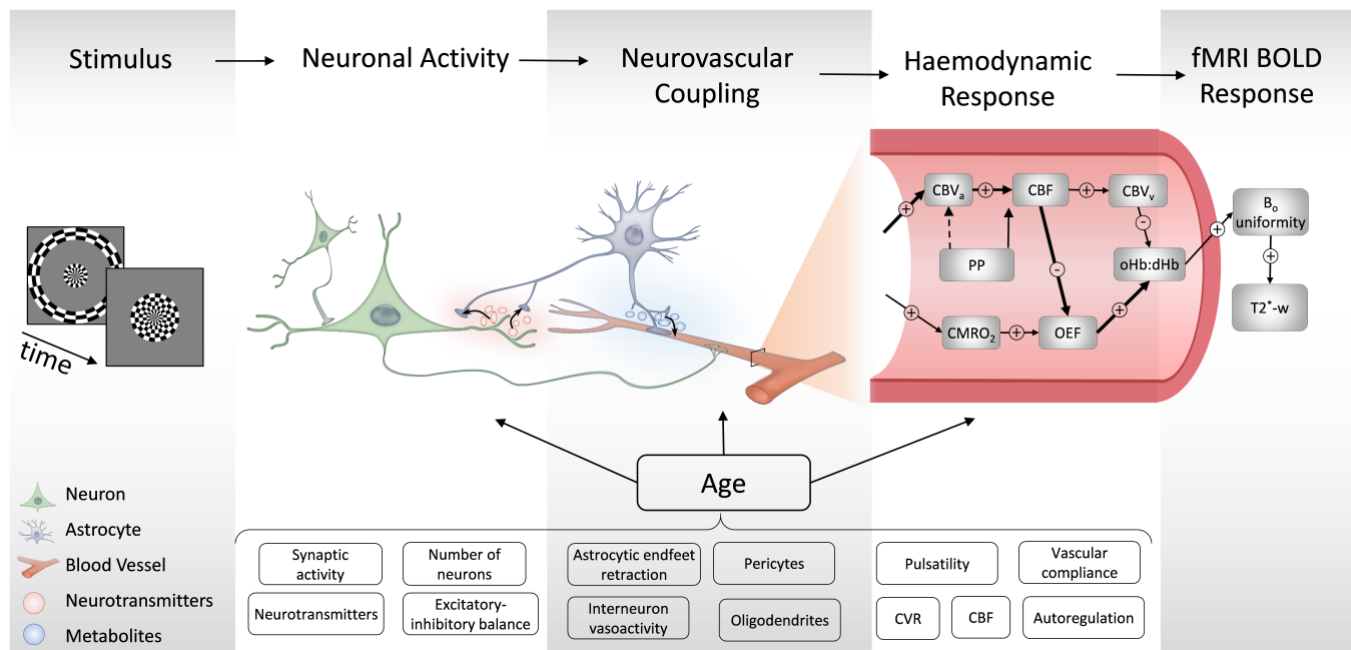 Stimulus
Neuronal Activity
Neurovascular
Coupling
Haemodynamic
Response
fMRI BOLD
Response
time
CBVa
+
CBF
+
CBVv
+
PP
-
-
oHb:dHb
+
CMRO2
+
OEF
+
+
Bo
uniformity
+
T2*-w
Age
Neuron
Astrocyte
Blood Vessel
Neurotransmitters
Metabolites
Synaptic
activity
Number of
neurons
Neurotransmitters
Excitatory-
inhibitory balance
Astrocytic endfeet
retraction
Pericytes
Interneuron
vasoactivity
Oligodendrites
Pulsatility
Vascular
compliance
CVR
CBF
Autoregulation